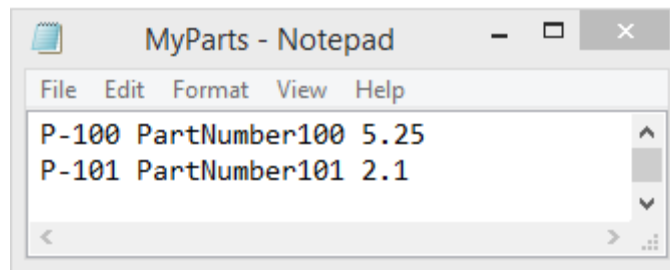 MyParts - Notepad
File Edit Format View Help
P-100 PartNumber100 5.25
P-101 PartNumber101 2.1